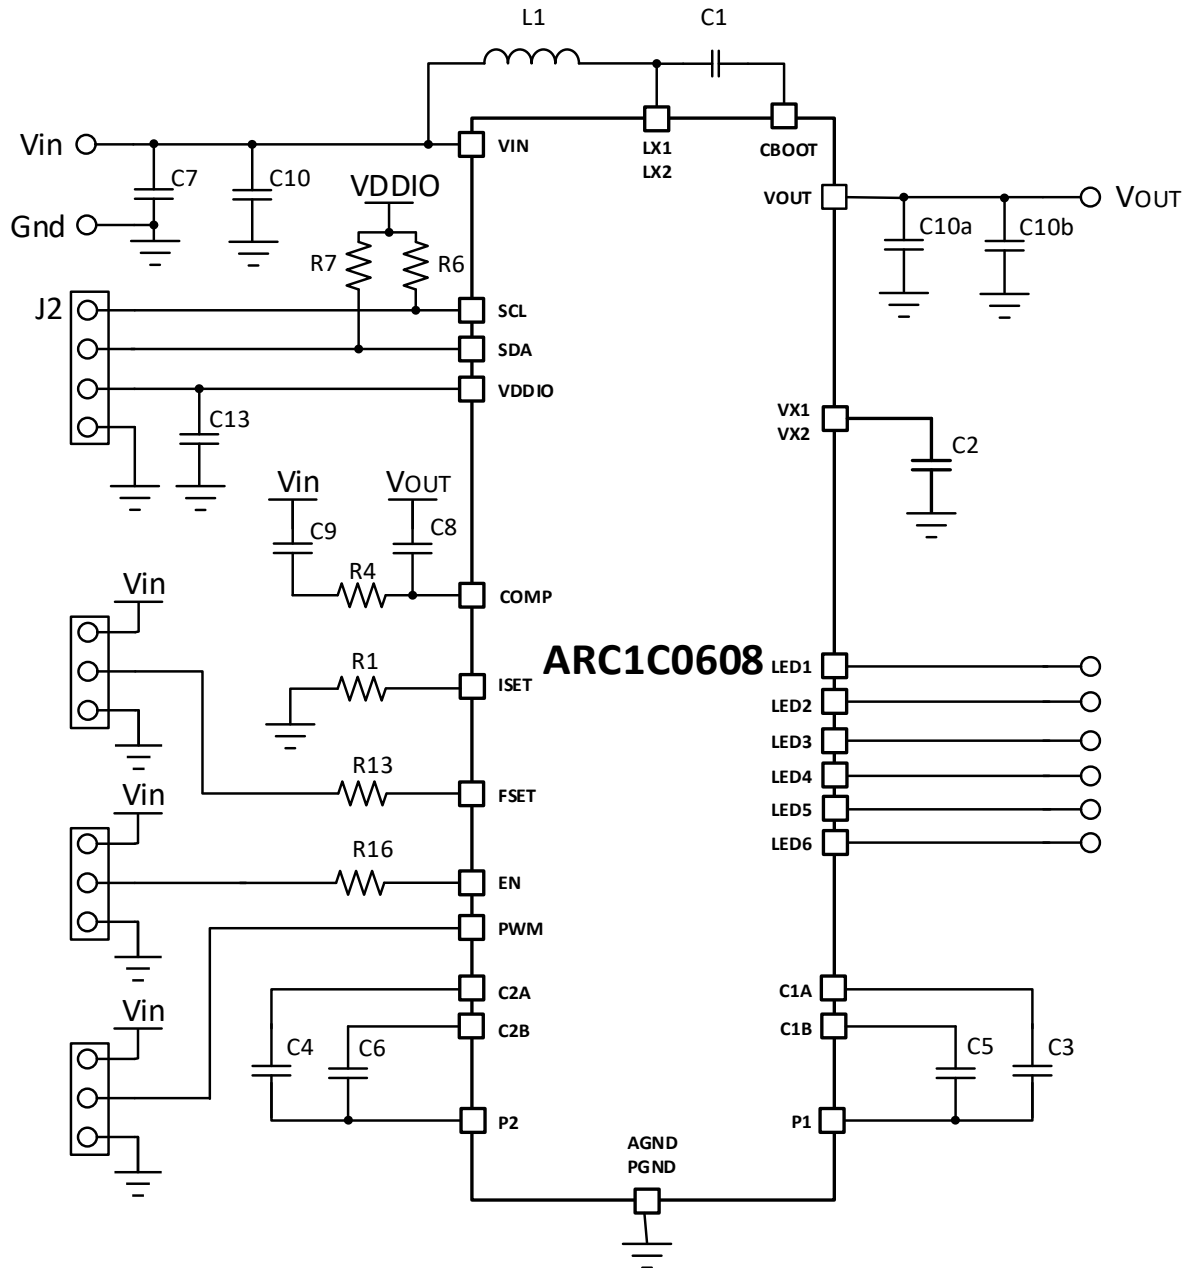 L1
C1
Vin
VIN
LX1
LX2
CBOOT
C7
C10
VDDIO
VOUT
VOUT
Gnd
R7
R6
C10a
C10b
J2
SCL
SDA
VDDIO
C13
VX1
VX2
C2
Vin
VOUT
C9
C8
R4
COMP
Vin
ARC1C0608
R1
ISET
LED1
LED2
LED3
LED4
LED5
LED6
R13
FSET
Vin
R16
EN
PWM
C2A
C2B
C1A
C1B
Vin
C4
C6
C5
C3
P2
P1
AGND
PGND